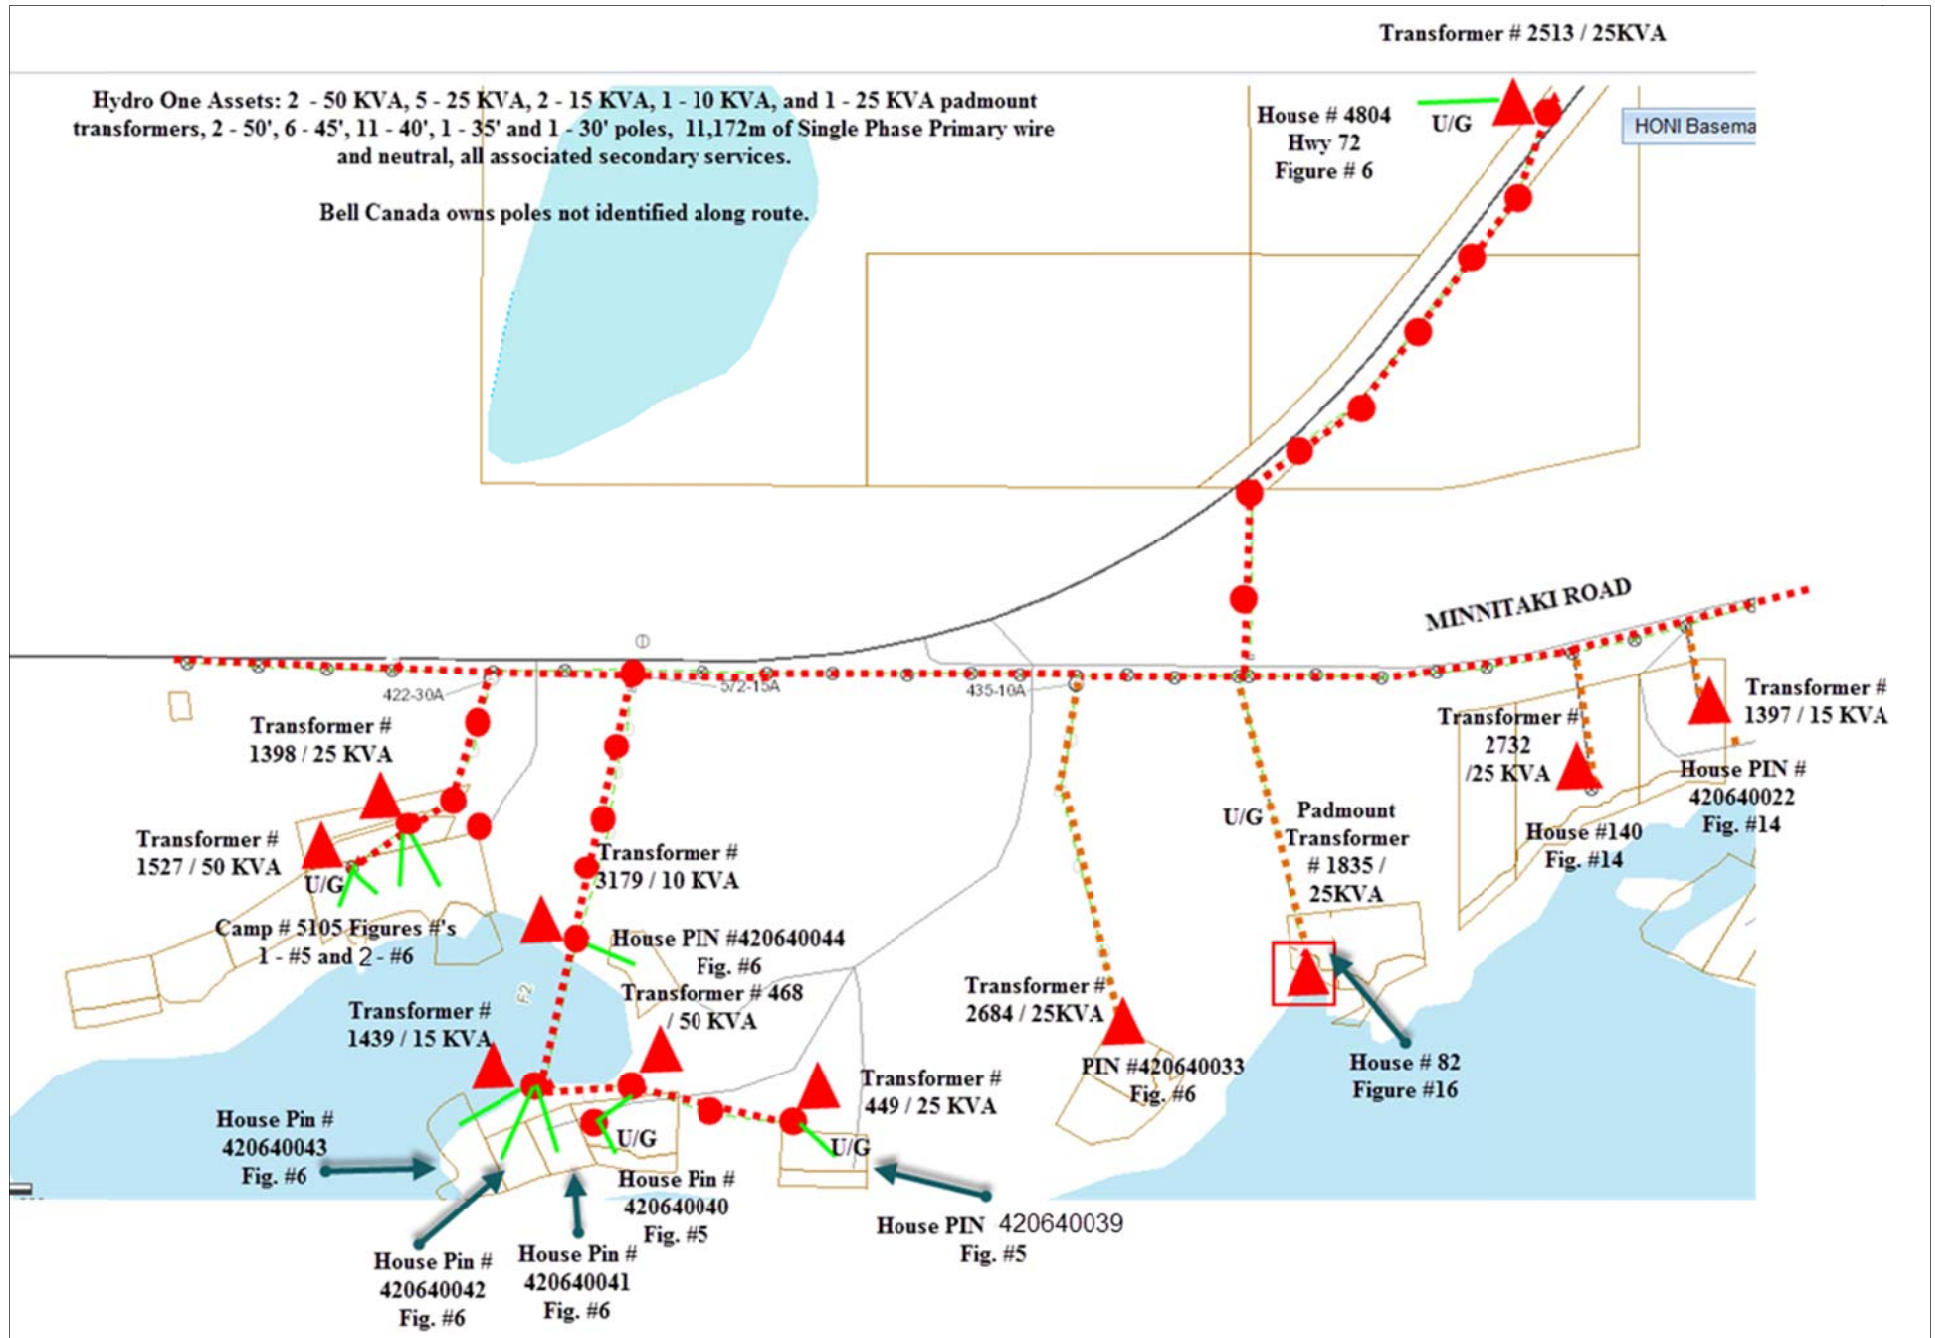 Transformer # 2513 / 25KVA
Hydro One Assets: 2 - 50 KVA, 5 - 25 KVA, 2 - 15 KVA, 1 - 10 KVA, and 1 - 25 KVA padmount
transformers, 2 - 50', 6 - 45', 11 - 40', 1 - 35' and 1 - 30' poles, 11,172m of Single Phase Primary wire
and neutral, all associated secondary services.
Bell Canada owns poles not identified along route.
House # 4804
Hwy 72
Figure # 6
U/G
HONI Basema
MINNITAKI ROAD
422-30A
572-15A
435-10A
Transformer #
1398 / 25 KVA
Transformer #
1527 / 50 KVA
U/G
Camp # 5105 Figures #'s
1 - #5 and 2 - #6
Transformer #
3179 / 10 KVA
House PIN #420640044
Fig. #6
Transformer # 468
/ 50 KVA
F2
Transformer #
1439 / 15 KVA
Transformer #
449 / 25 KVA
U/G
U/G
House Pin #
420640043
Fig. #6
House Pin #
420640042
Fig. #6
House Pin #
420640041
Fig. #6
House Pin #
420640040
Fig. #5
House PIN 420640039
Fig. #5
Transformer #
2684 / 25KVA
PIN #420640033
Fig. #6
U/G
Padmount
Transformer
# 1835 /
25KVA
House # 82
Figure #16
Transformer #
2732
/25 KVA
House #140
Fig. #14
Transformer #
1397 / 15 KVA
House PIN #
420640022
Fig. #14